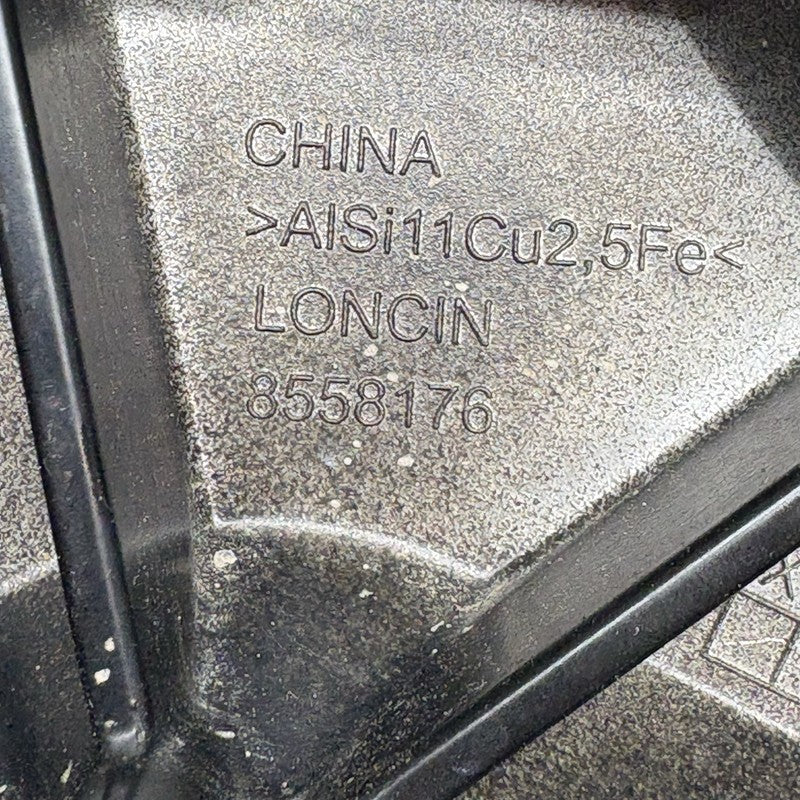 CHINA
>AlSi11Cu2,5Fe<
LONCIN
8558176